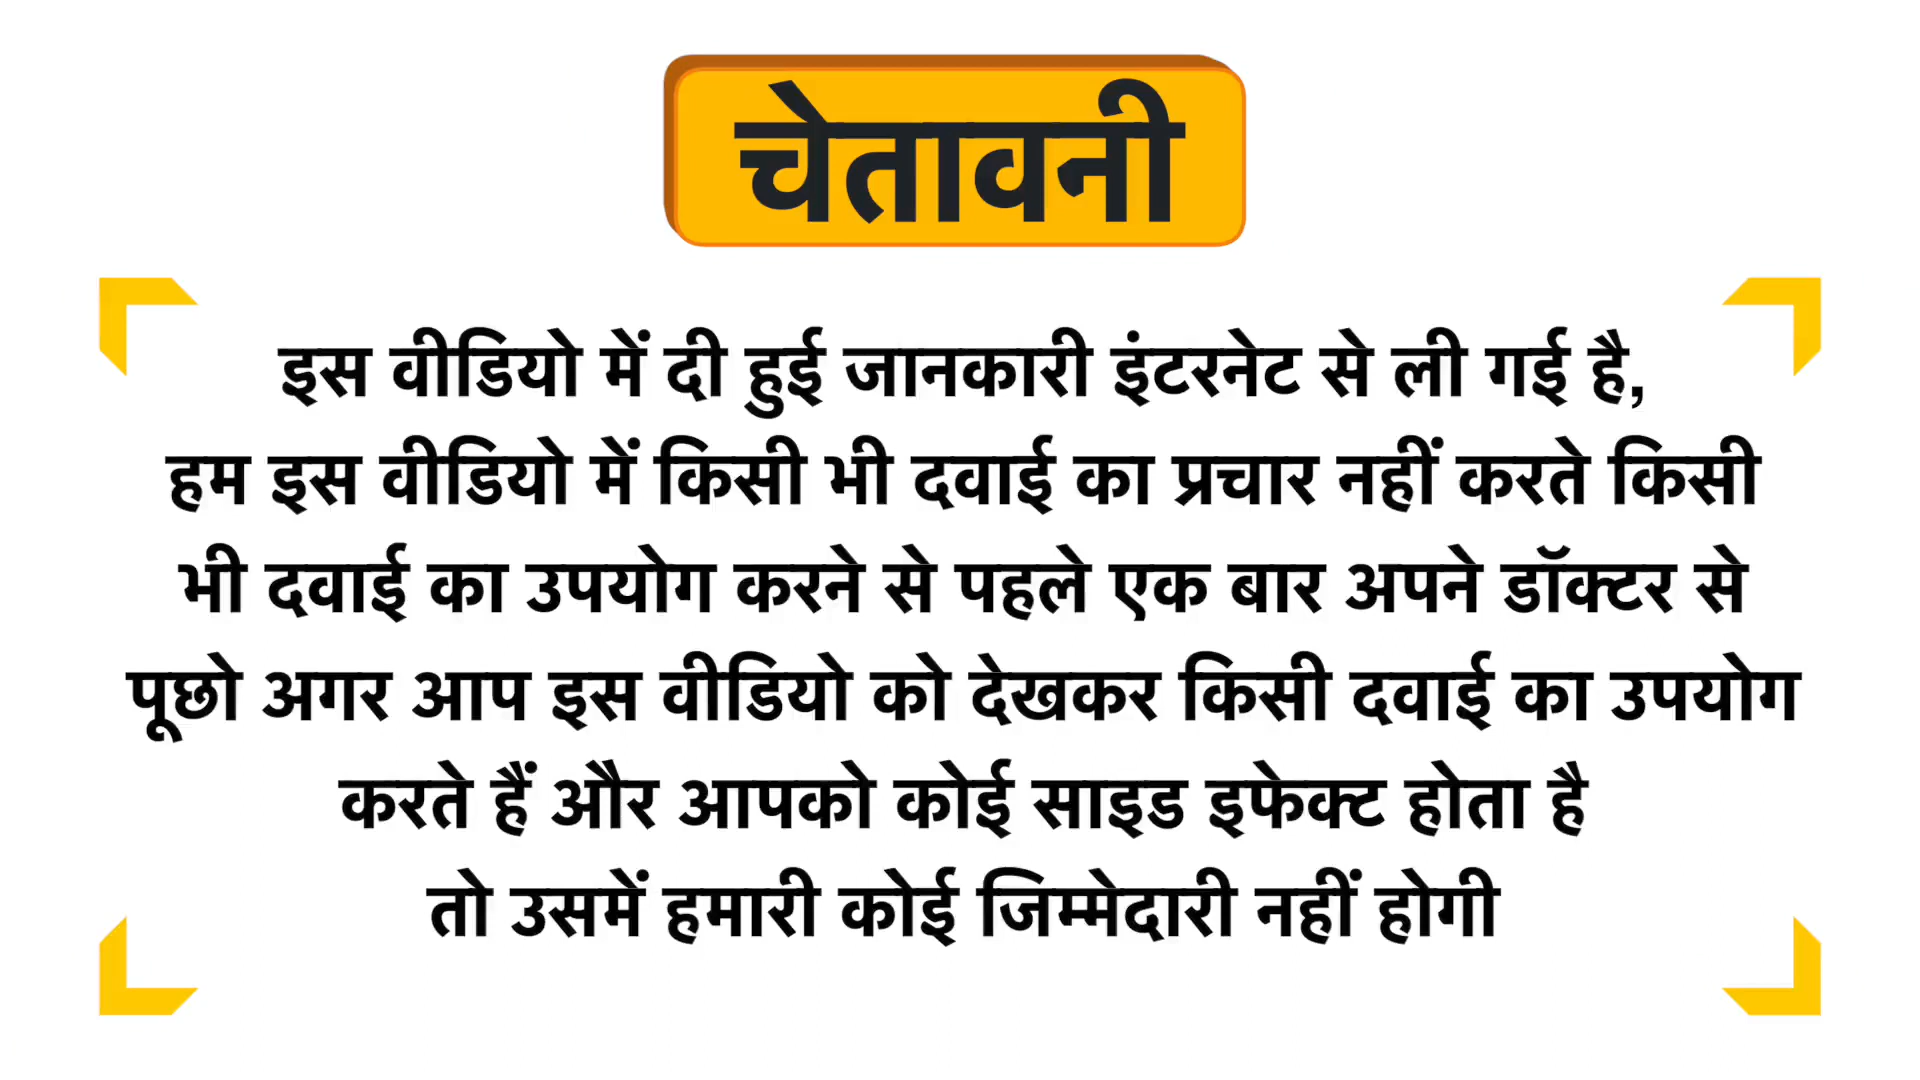 चेतावनी
इस वीडियो में दी हुई जानकारी इंटरनेट से ली गई है,
हम इस वीडियो में किसी भी दवाई का प्रचार नहीं करते किसी
भी दवाई का उपयोग करने से पहले एक बार अपने डॉक्टर से
पूछो अगर आप इस वीडियो को देखकर किसी दवाई का उपयोग
करते हैं और आपको कोई साइड इफेक्ट होता है
तो उसमें हमारी कोई जिम्मेदारी नहीं होगी